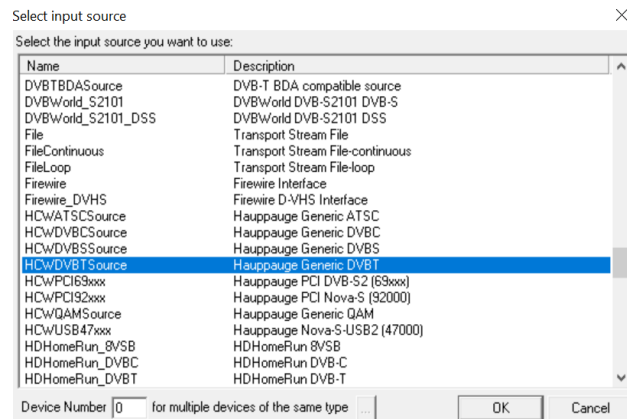 Select input source
Select the input source you want to use:
Name Description
DVBTBDASource DVB-T BDA compatible source
DVBWorld_S2101 DVBWorld DVB-S2101 DVB-S
DVBWorld_S2101_DSS DVBWorld DVB-S2101 DSS
File Transport Stream File
FileContinuous Transport Stream File-continuous
FileLoop Transport Stream File-loop
Firewire Firewire Interface
Firewire_DVHS Firewire D-VHS Interface
HCWATSCSource Hauppauge Generic ATSC
HCWDVBCSource Hauppauge Generic DVBC
HCWDVBSSource Hauppauge Generic DVBS
HCWDVBTSource Hauppauge Generic DVBT
HCWPCI69xxx Hauppauge PCI DVB-S2 (69xxx)
HCWPCI92xxx Hauppauge PCI Nova-S (92000)
HCWQAMSource Hauppauge Generic QAM
HCWUSB47xxx Hauppauge Nova-S-USB2 (47000)
HDHomeRun_8VSB HDHomeRun 8VSB
HDHomeRun_DVBC HDHomeRun DVB-C
HDHomeRun_DVBT HDHomeRun DVB-T
Device Number 0 for multiple devices of the same type ... OK Cancel